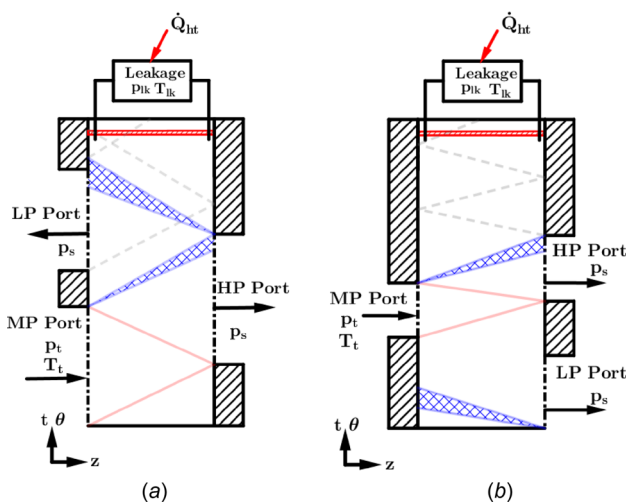 Q̇ht
Leakage
plk Tlk
LP Port
ps
MP Port
pt
Tt
HP Port
ps
t θ
z
(a)
Q̇ht
Leakage
plk Tlk
HP Port
ps
MP Port
pt
Tt
LP Port
ps
t θ
z
(b)